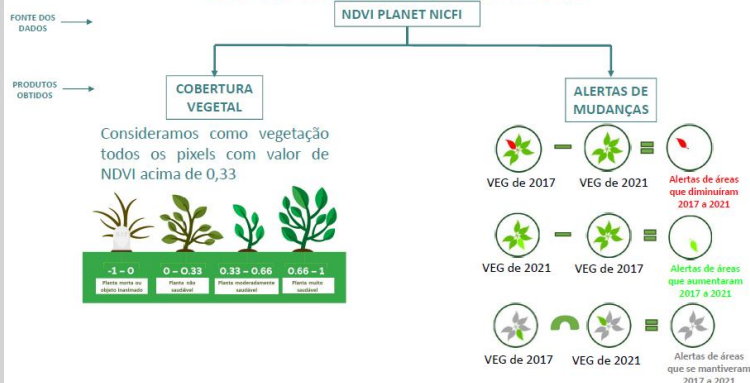 NDVI PLANET NICFI
FONTE DOS
DADOS
PRODUTOS
OBTIDOS
COBERTURA
VEGETAL
Consideramos como vegetação
todos os pixels com valor de
NDVI acima de 0,33
-1 – 0
0 – 0.33
0.33 – 0.66
0.66 – 1
Planta morta ou
objeto inanimado
Planta não
saudável
Planta moderadamente
saudável
Planta muito
saudável
ALERTAS DE
MUDANÇAS
VEG de 2017
VEG de 2021
Alertas de áreas
que diminuíram
2017 a 2021
VEG de 2021
VEG de 2017
Alertas de áreas
que aumentaram
2017 a 2021
VEG de 2017
VEG de 2021
Alertas de áreas
que se mantiveram
2017 a 2021